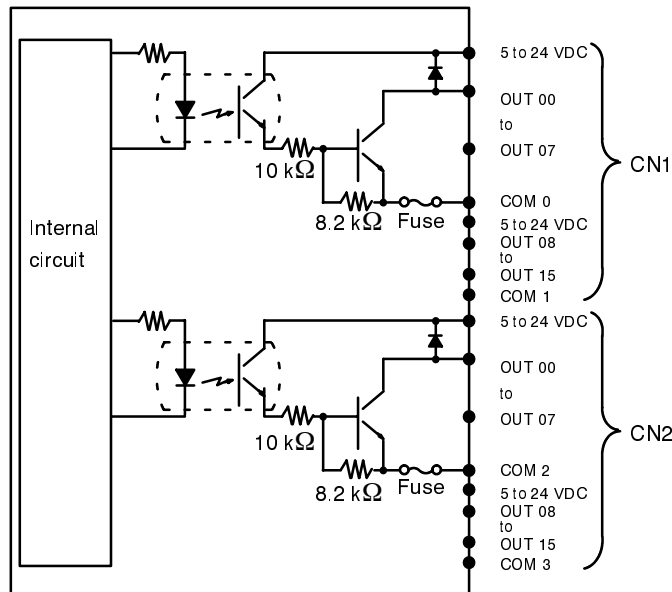 5 to 24 VDC
OUT 00
to
OUT 07
CN1
10 kΩ
8.2 kΩ
Fuse
COM 0
5 to 24 VDC
OUT 08
to
OUT 15
COM 1
Internal
circuit
5 to 24 VDC
OUT 00
to
OUT 07
CN2
10 kΩ
8.2 kΩ
Fuse
COM 2
5 to 24 VDC
OUT 08
to
OUT 15
COM 3